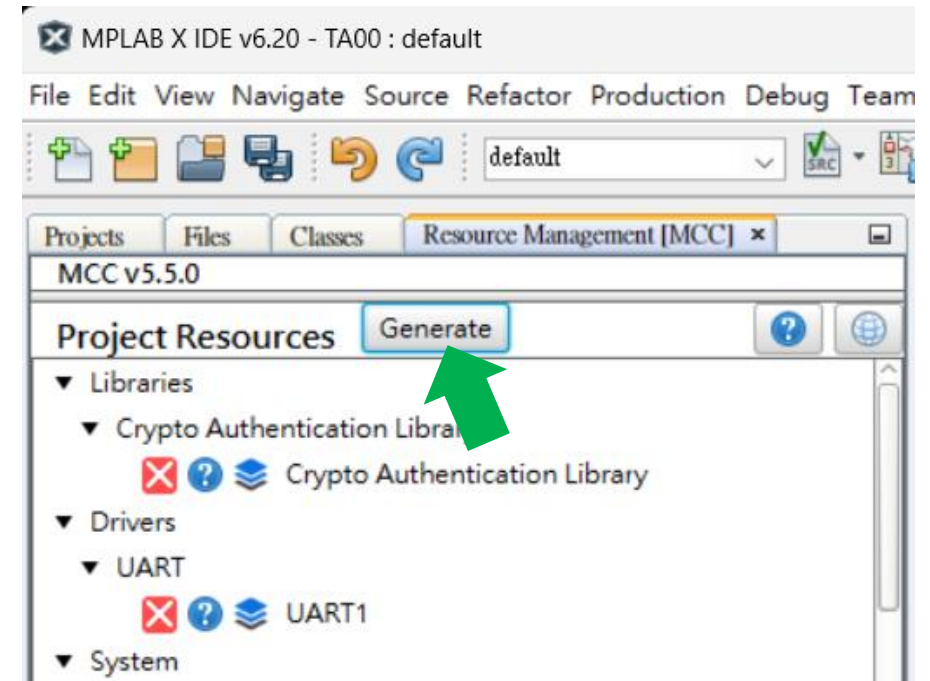 MPLAB X IDE v6.20 - TA00 : default
File Edit View Navigate Source Refactor Production Debug Team
default
SRC
3
Projects Files Classes Resource Management [MCC] ×
MCC v5.5.0
Project Resources Generate ?
Libraries
Crypto Authentication
? Crypto Authentication Library
Drivers
UART
? UART1
System